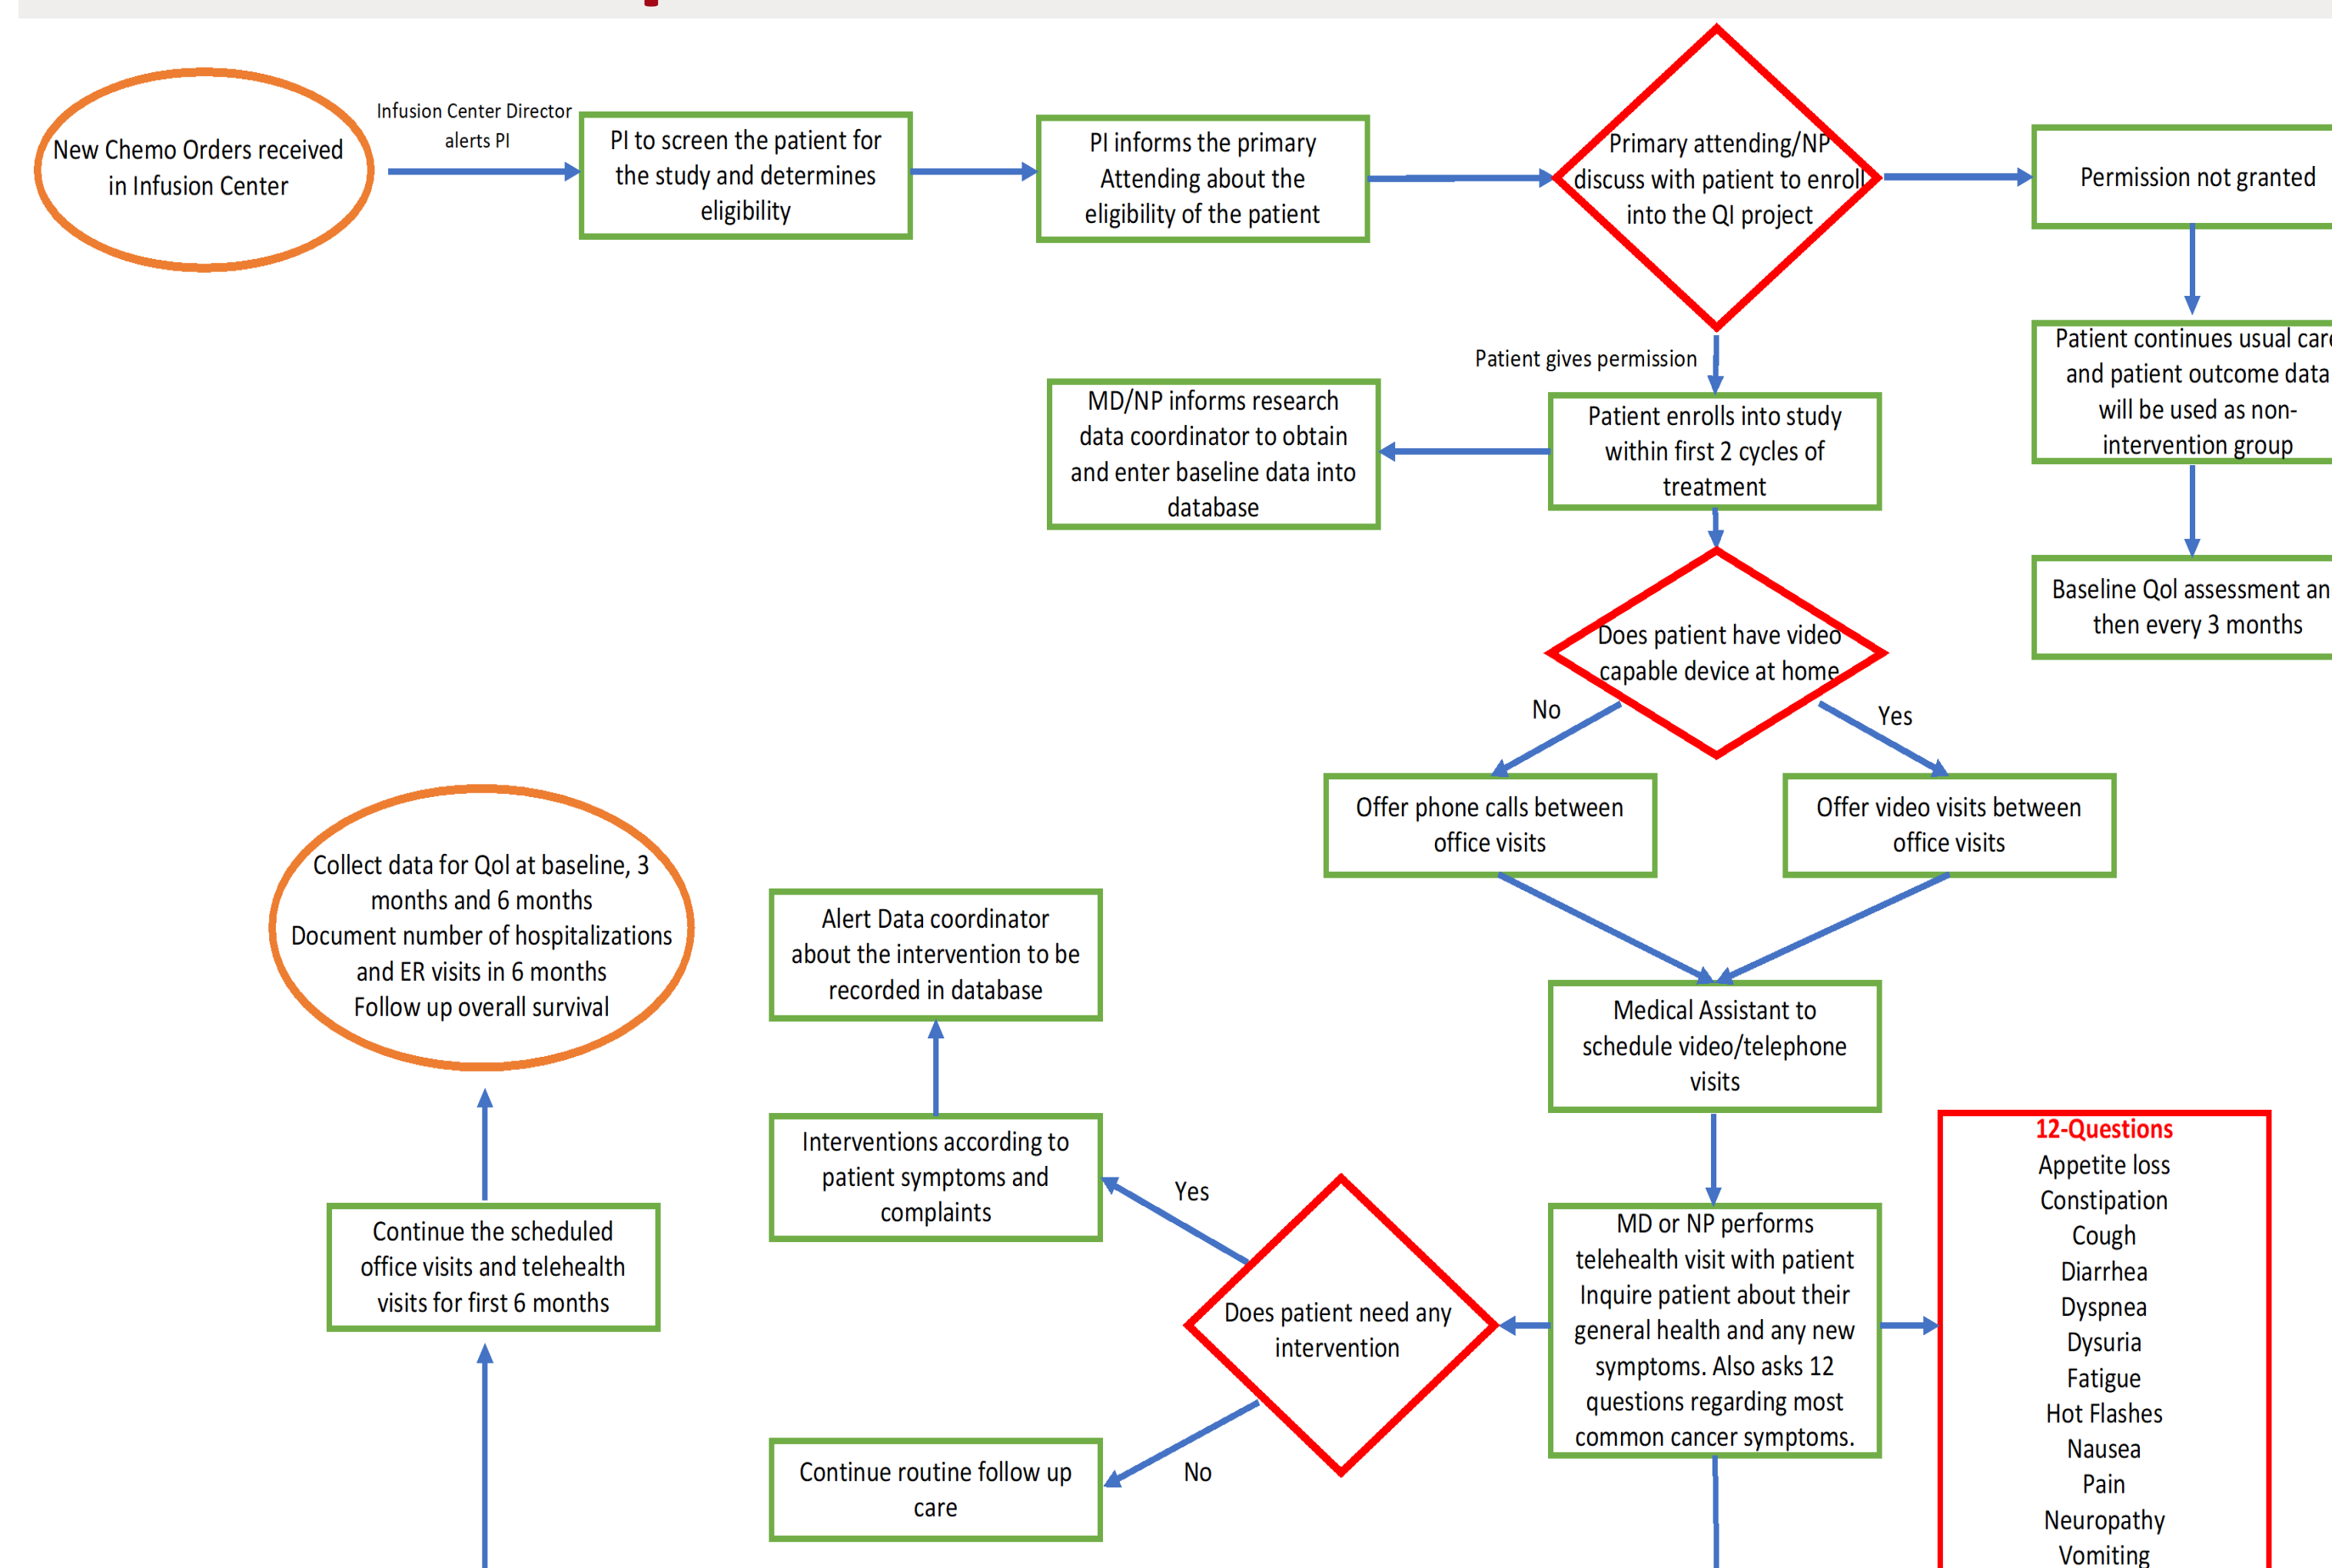 New Chemo Orders received
in Infusion Center
Infusion Center Director
alerts PI
PI to screen the patient for
the study and determines
eligibility
PI informs the primary
Attending about the
eligibility of the patient
Primary attending/NP
discuss with patient to enroll
into the QI project
Permission not granted
Patient gives permission
Patient continues usual care
and patient outcome data
will be used as non-
intervention group
MD/NP informs research
data coordinator to obtain
and enter baseline data into
database
Patient enrolls into study
within first 2 cycles of
treatment
Baseline Qol assessment
then every 3 months
Does patient have video
capable device at home
No
Yes
Offer phone calls between
office visits
Offer video visits between
office visits
Collect data for Qol at baseline, 3
months and 6 months
Document number of hospitalizations
and ER visits in 6 months
Follow up overall survival
Alert Data coordinator
about the intervention to be
recorded in database
Medical Assistant to
schedule video/telephone
visits
Interventions according to
patient symptoms and
complaints
Yes
Continue the scheduled
office visits and telehealth
visits for first 6 months
Does patient need any
intervention
MD or NP performs
telehealth visit with patient
Inquire patient about their
general health and any new
symptoms. Also asks 12
questions regarding most
common cancer symptoms.
12-Questions
Appetite loss
Constipation
Cough
Diarrhea
Dyspnea
Dysuria
Fatigue
Hot Flashes
Nausea
Pain
Neuropathy
Vomiting
No
Continue routine follow up
care